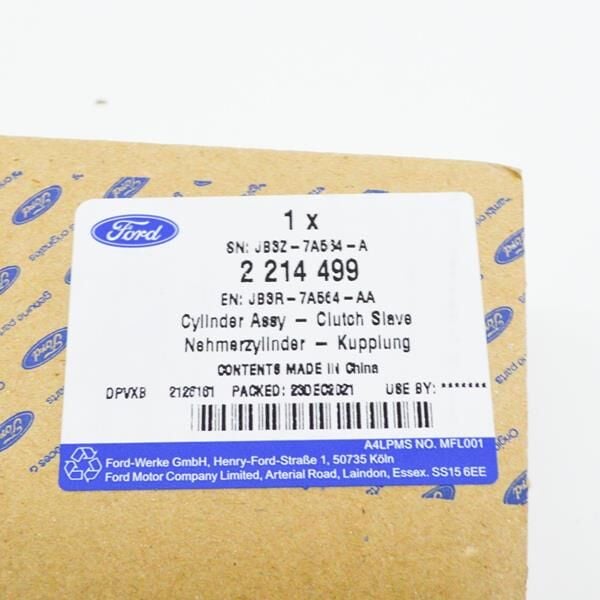 Ford
1 x
SN: JB3Z-7A564-A
2 214 499
EN: JB3R-7A564-AA
Cylinder Assy - Clutch Slave
Nehmerzylinder - Kupplung
CONTENTS MADE IN China
DPVXB 2126161 PACKED: 23DEC2021 USE BY: *******
A4LPMS NO. MFL001
Ford-Werke GmbH, Henry-Ford-Straße 1, 50735 Köln
Ford Motor Company Limited, Arterial Road, Laindon, Essex. SS15 6EE